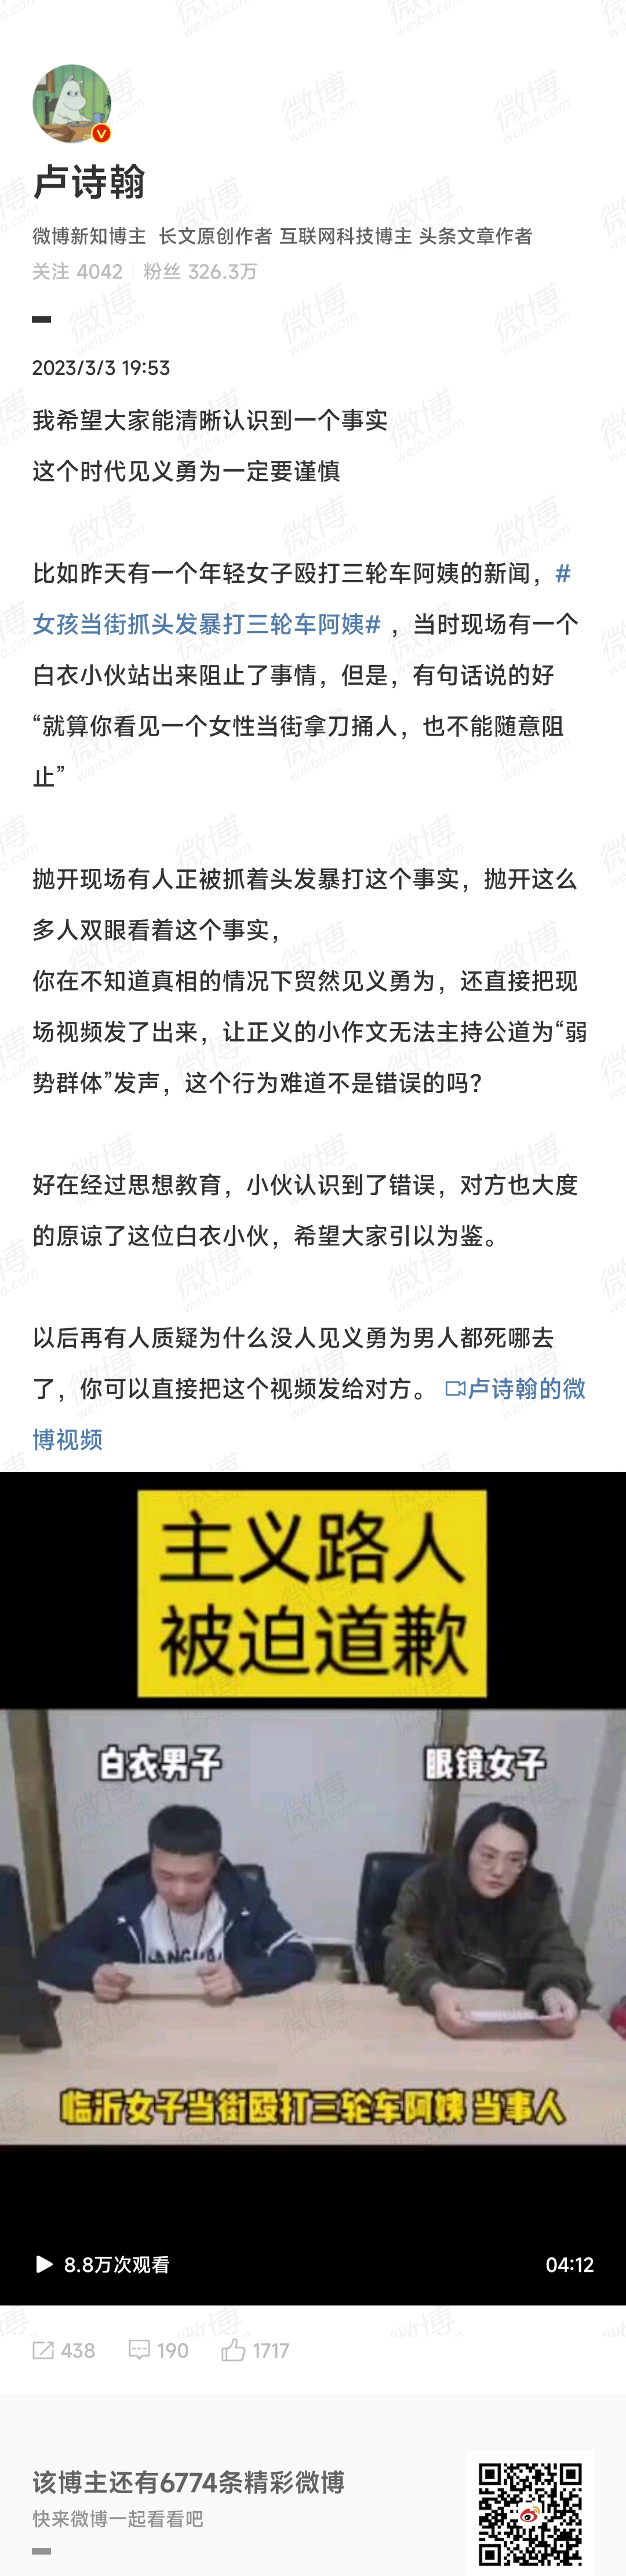 卢诗翰
微博新知博主 长文原创作者 互联网科技博主 头条文章作者
关注 4042 | 粉丝 326.3万
2023/3/3 19:53
我希望大家能清晰认识到一个事实
这个时代见义勇为一定要谨慎
比如昨天有一个年轻女子殴打三轮车阿姨的新闻，#
女孩当街抓头发暴打三轮车阿姨# ，当时现场有一个
白衣小伙站出来阻止了事情，但是，有句话说的好
“就算你看见一个女性当街拿刀捅人，也不能随意阻
止”
抛开现场有人正被抓着头发暴打这个事实，抛开这么
多人双眼看着这个事实，
你在不知道真相的情况下贸然见义勇为，还直接把现
场视频发了出来，让正义的小作文无法主持公道为“弱
势群体”发声，这个行为难道不是错误的吗？
好在经过思想教育，小伙认识到了错误，对方也大度
的原谅了这位白衣小伙，希望大家引以为鉴。
以后再有人质疑为什么没人见义勇为男人都死哪去
了，你可以直接把这个视频发给对方。 卢诗翰的微
博视频
主义路人
被迫道歉
白衣男子 眼镜女子
临沂女子当街殴打三轮车阿姨 当事人
8.8万次观看 04:12
438 190 1717
该博主还有6774条精彩微博
快来微博一起看看吧
微博
weibo.com